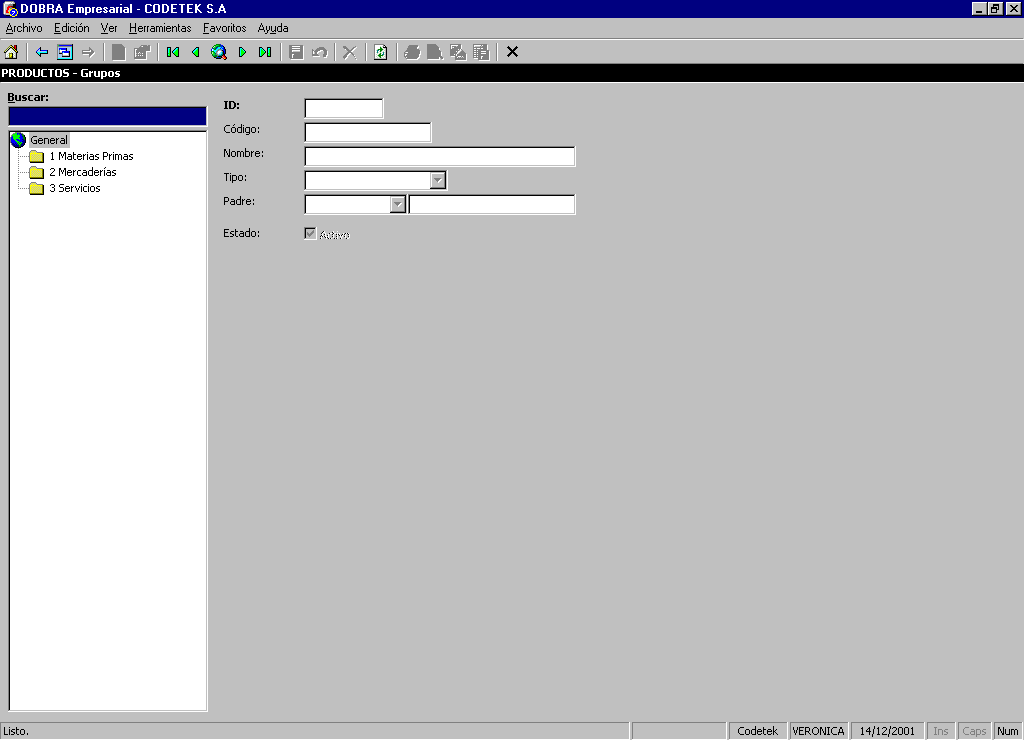 DOBRA Empresarial - CODETEK S.A
Archivo Edición Ver Herramientas Favoritos Ayuda
PRODUCTOS - Grupos
Buscar:
General
1 Materias Primas
2 Mercaderías
3 Servicios
ID:
Código:
Nombre:
Tipo:
Padre:
Estado: Activo
Listo. Codetek VERONICA 14/12/2001 Ins Caps Num